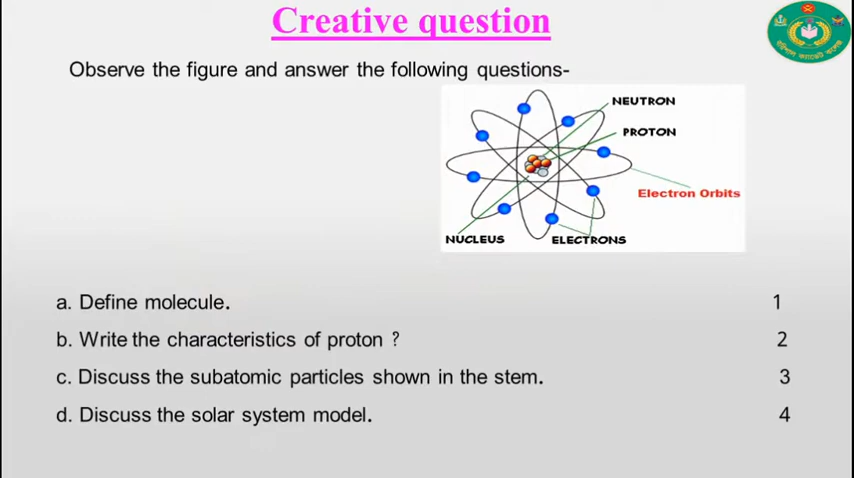 Creative question
Observe the figure and answer the following questions-
NEUTRON
PROTON
Electron Orbits
NUCLEUS
ELECTRONS
a. Define molecule. 1
b. Write the characteristics of proton ? 2
c. Discuss the subatomic particles shown in the stem. 3
d. Discuss the solar system model. 4